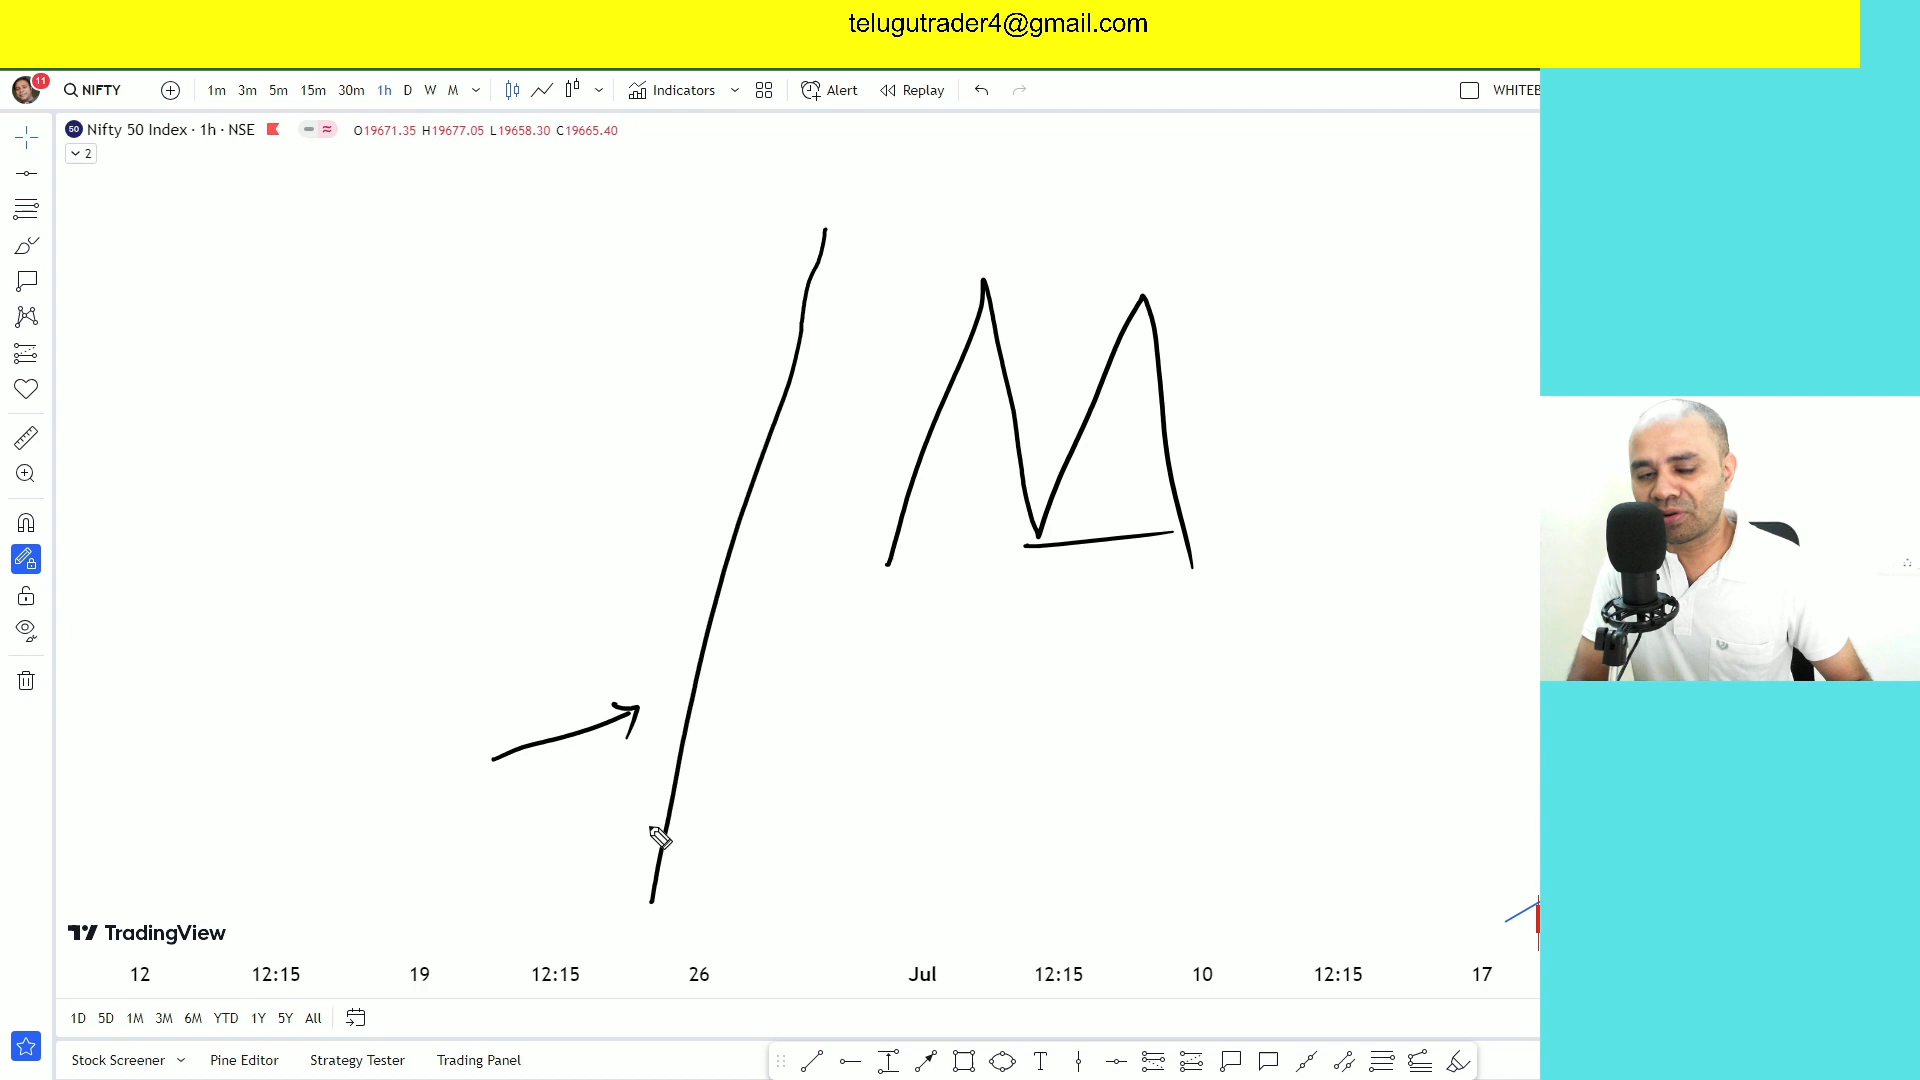 telugutrader4@gmail.com
11 NIFTY 1m 3m 5m 15m 30m 1h D W M Indicators Alert Replay
50 Nifty 50 Index · 1h · NSE O19671.35 H19677.05 L19658.30 C19665.40
2
TradingView
12 12:15 19 12:15 26 Jul 12:15 10 12:15 17
1D 5D 1M 3M 6M YTD 1Y 5Y All
Stock Screener Pine Editor Strategy Tester Trading Panel